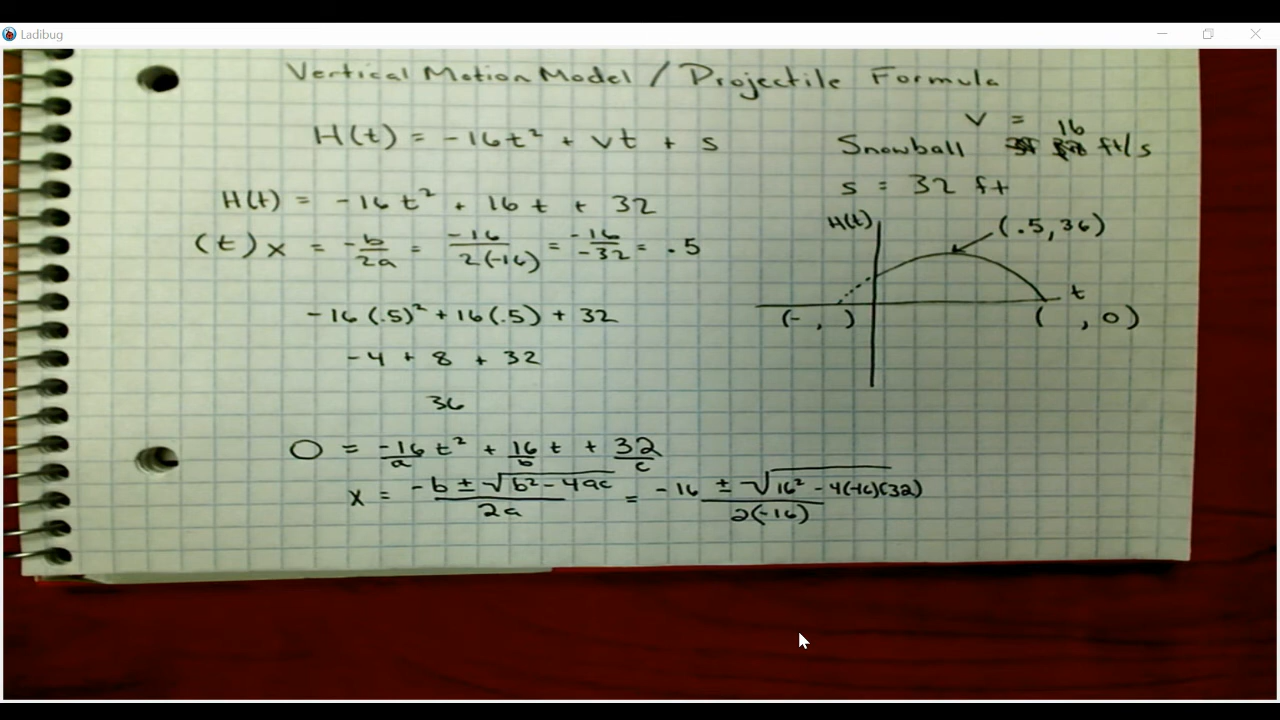 Ladibug
Vertical Motion Model / Projectile Formula
H(t) = -16t² + vt + s
v =
16
Snowball ft/s
s = 32 ft
H(t) = -16t² + 16t + 32
(t) x = -b/2a = -16/2(-16) = -16/-32 = .5
H(t)
(.5, 36)
t
(- , )
( , 0)
-16(.5)² + 16(.5) + 32
-4 + 8 + 32
36
0 = -16t² + 16t + 32
a b c
x = -b ± √b² - 4ac / 2a = -16 ± √16² - 4(-16)(32) / 2(-16)